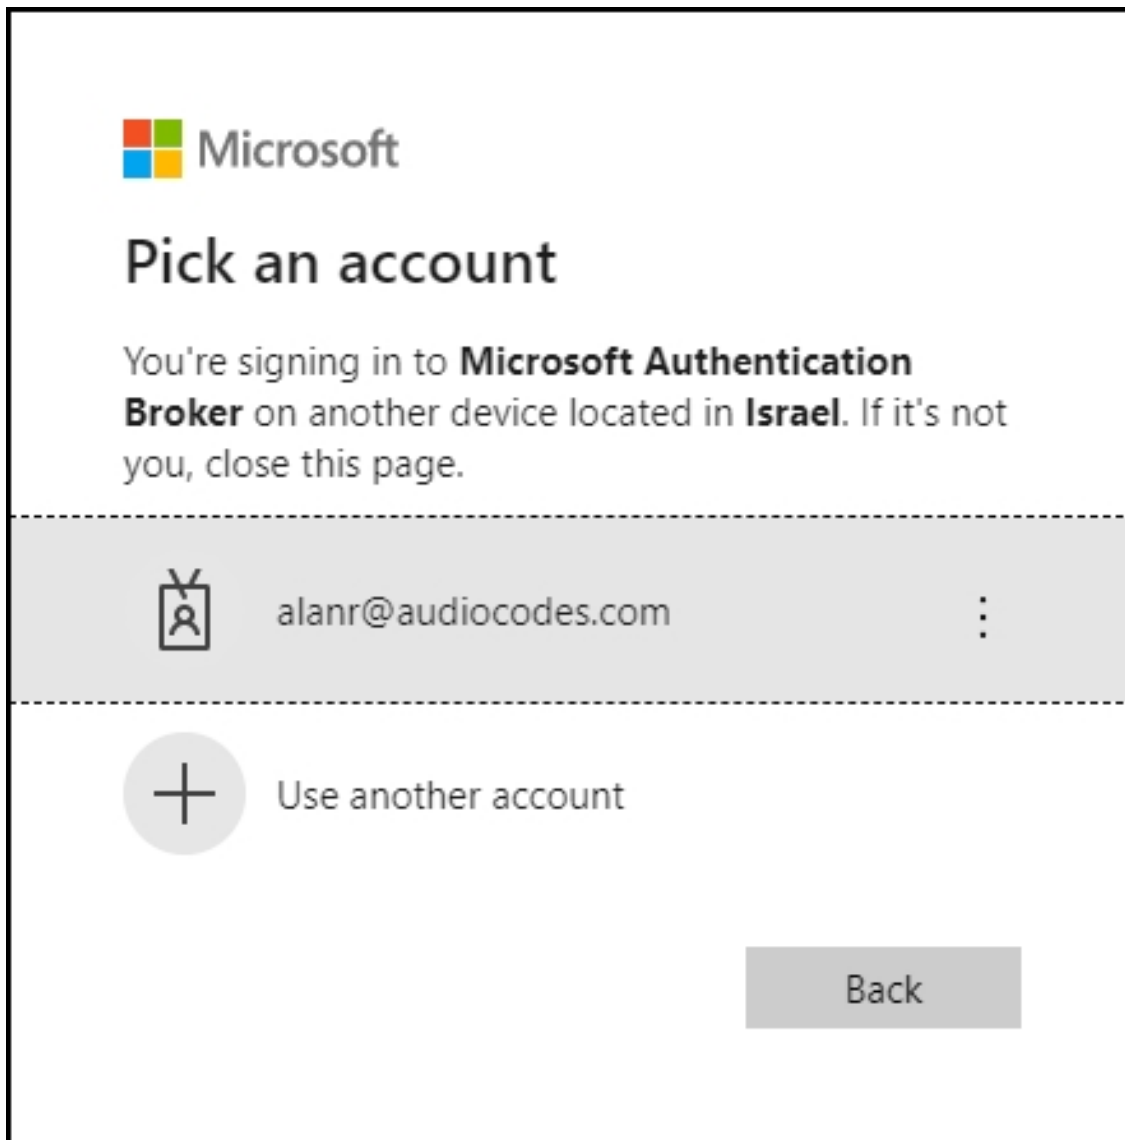 Microsoft
Pick an account
You're signing in to Microsoft Authentication
Broker on another device located in Israel. If it's not
you, close this page.
alanr@audiocodes.com
Use another account
Back